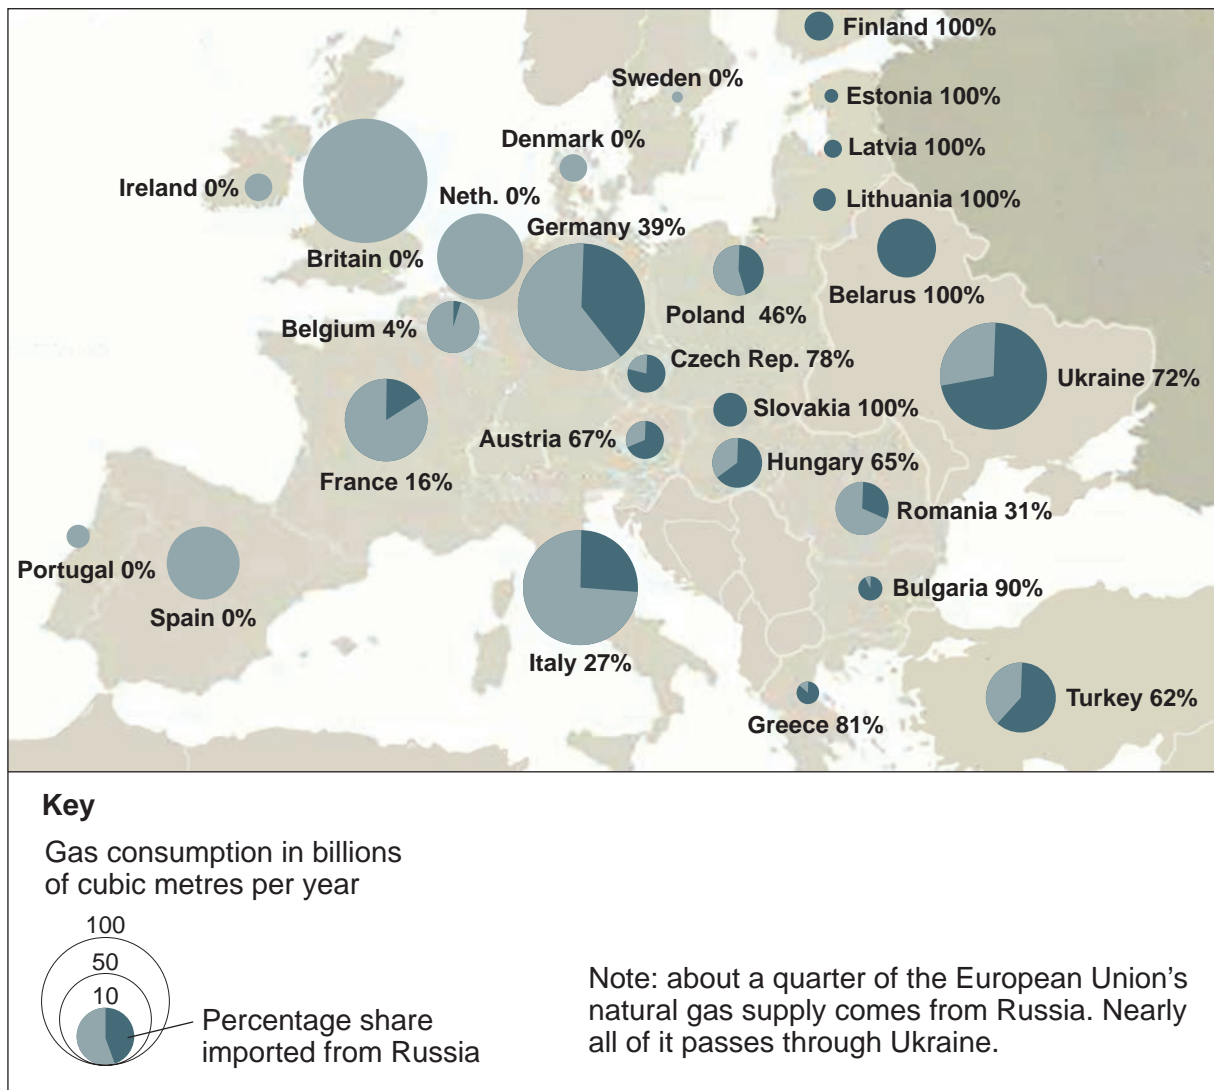 Finland 100%
Sweden 0%
Estonia 100%
Denmark 0%
Latvia 100%
Ireland 0%
Neth. 0%
Lithuania 100%
Germany 39%
Britain 0%
Belarus 100%
Poland 46%
Belgium 4%
Czech Rep. 78%
Ukraine 72%
Slovakia 100%
Austria 67%
Hungary 65%
France 16%
Romania 31%
Portugal 0%
Bulgaria 90%
Spain 0%
Italy 27%
Turkey 62%
Greece 81%
Key
Gas consumption in billions
of cubic metres per year
100
50
10
Percentage share
imported from Russia
Note: about a quarter of the European Union's
natural gas supply comes from Russia. Nearly
all of it passes through Ukraine.